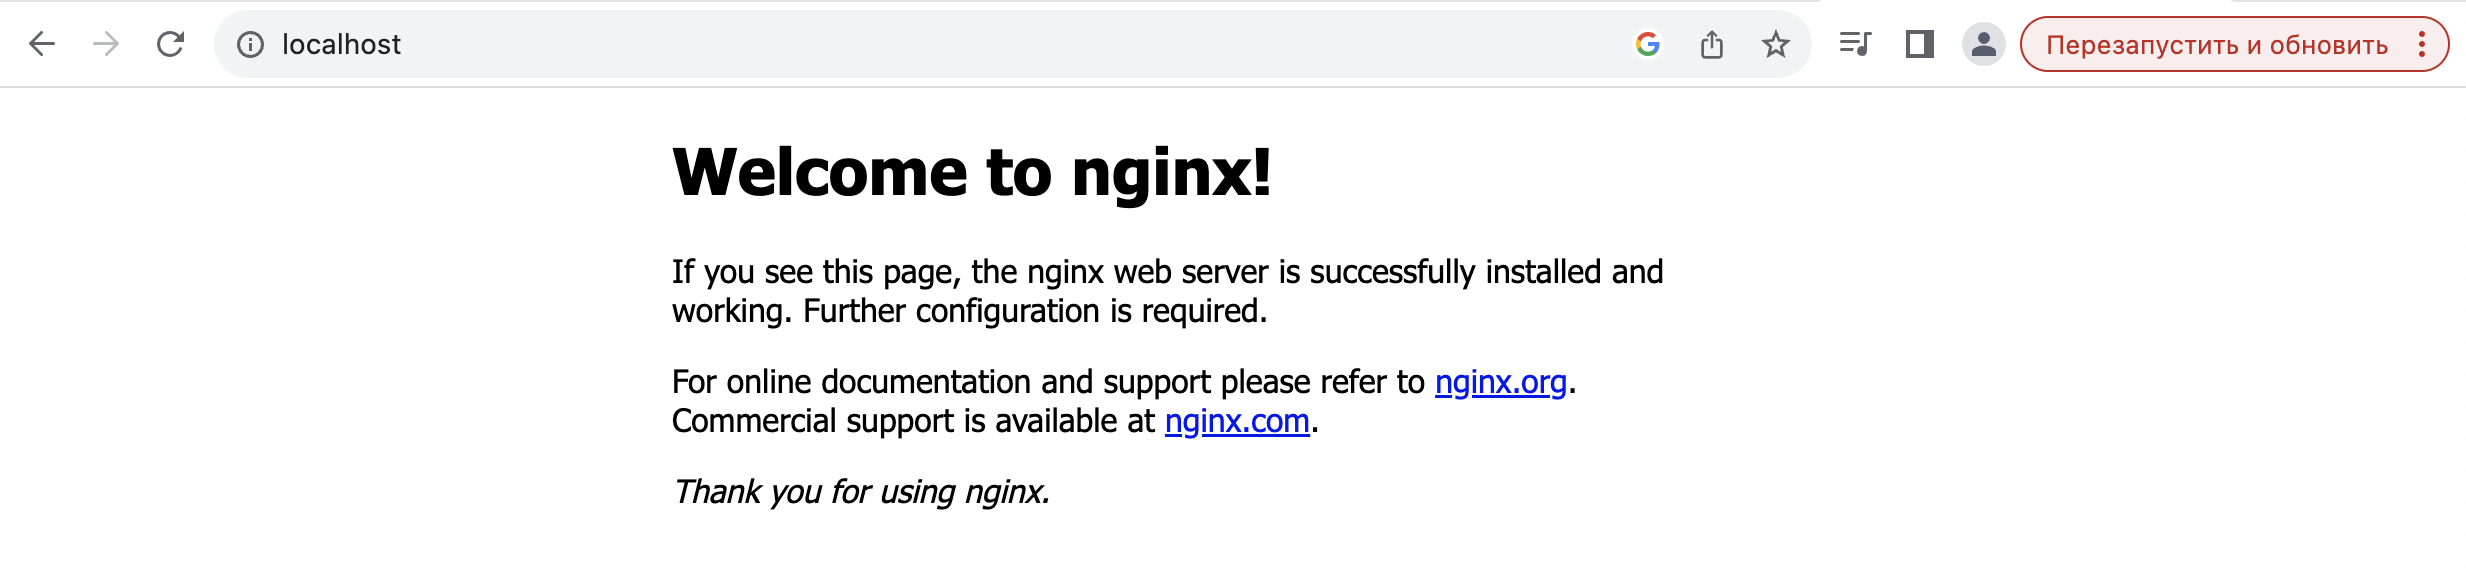 localhost
Перезапустить и обновить
Welcome to nginx!
If you see this page, the nginx web server is successfully installed and
working. Further configuration is required.
For online documentation and support please refer to nginx.org.
Commercial support is available at nginx.com.
Thank you for using nginx.